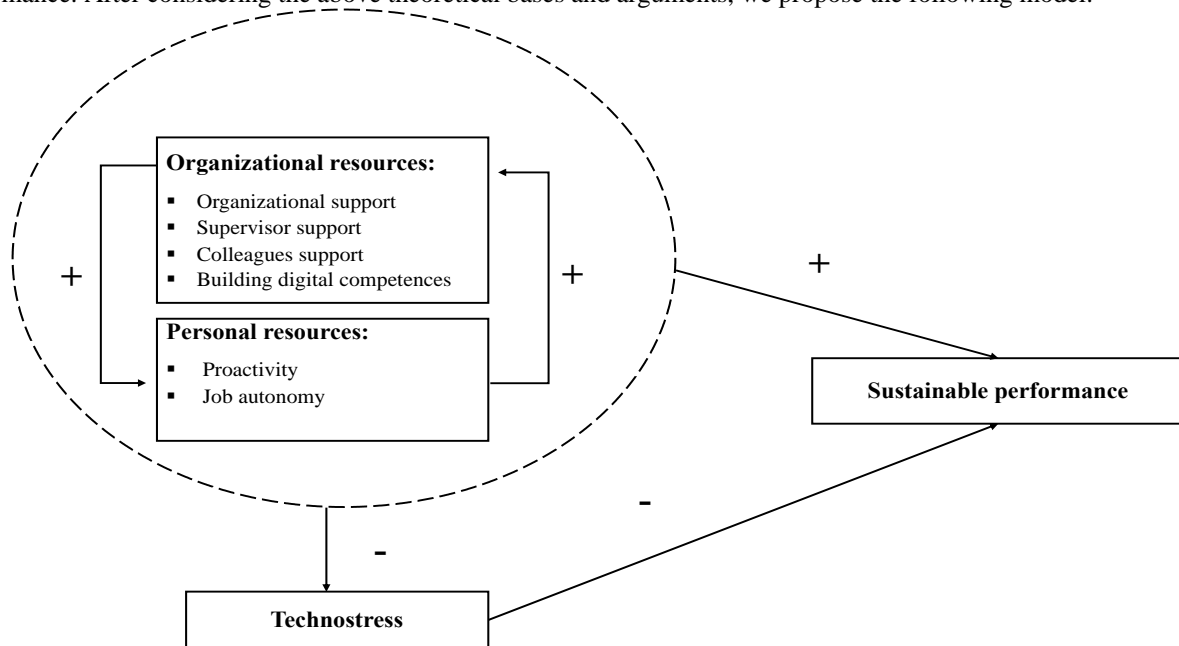 mance. After considering the above theoretical bases and arguments, we propose the following model:
Organizational resources:
▪ Organizational support
▪ Supervisor support
▪ Colleagues support
▪ Building digital competences
+
+
+
Personal resources:
▪ Proactivity
▪ Job autonomy
Sustainable performance
-
-
Technostress